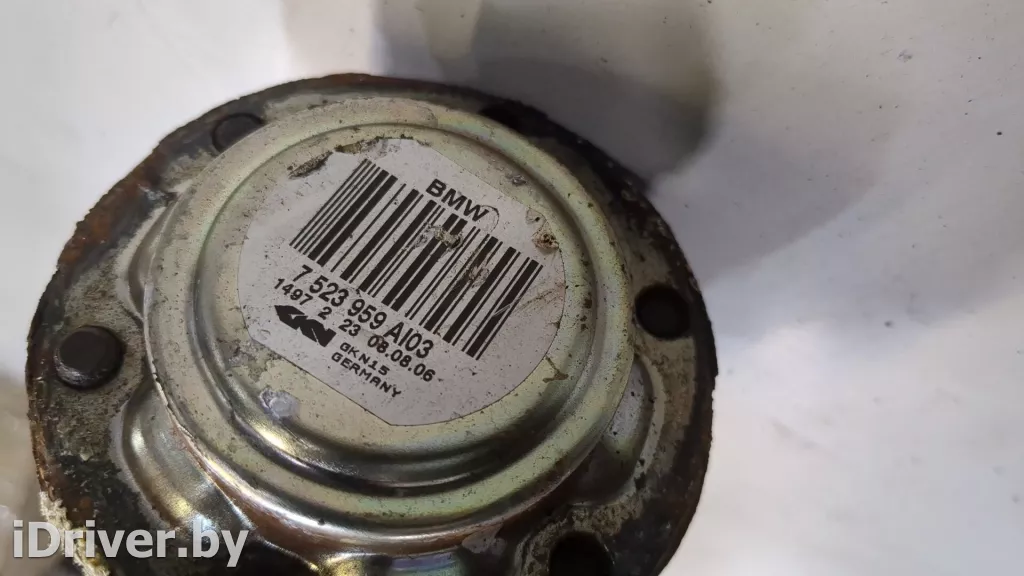 BMW
7 523 959 AI03
1497 2 23 08.08.06
GKN
GKN15
GERMANY
iDriver.by